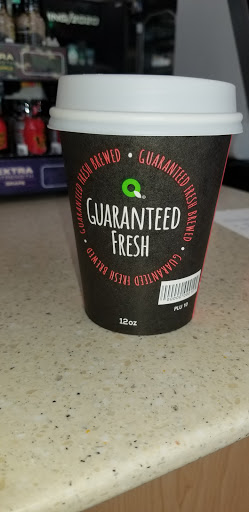 EXTRA
GUARANTEED FRESH BREWED • GUARANTEED FRESH BREWED • GUARANTEED FRESH BREWED •
GUARANTEED
FRESH
PLU 10
12oz